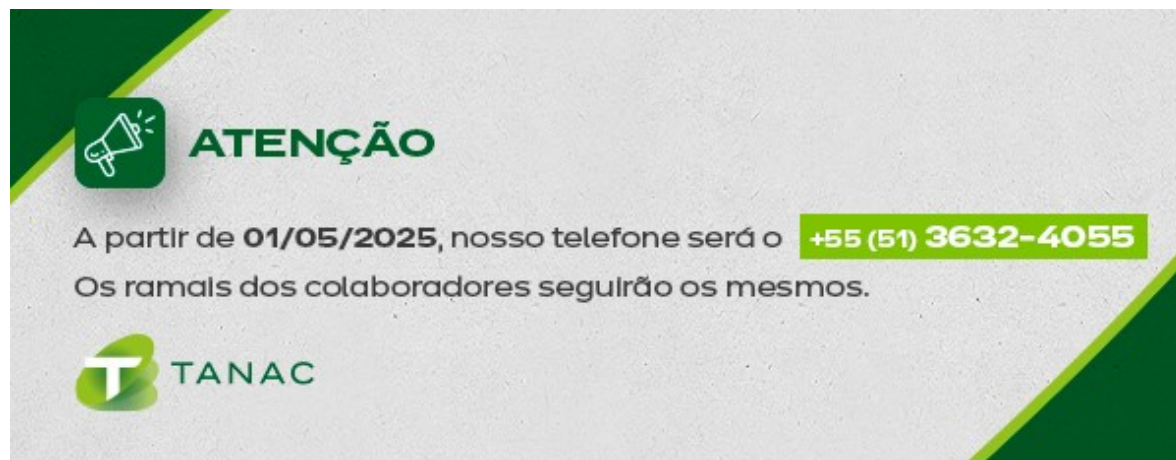 ATENÇÃO
A partir de 01/05/2025, nosso telefone será o +55 (51) 3632-4055
Os ramais dos colaboradores seguirão os mesmos.
T TANAC